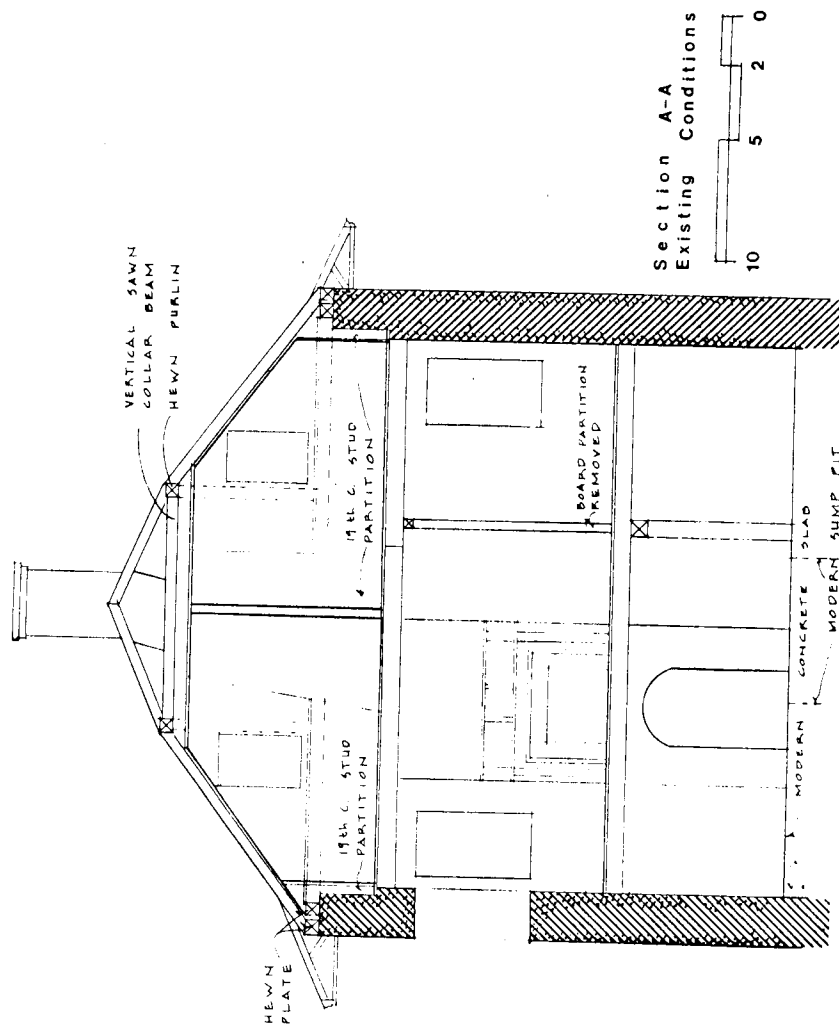 VERTICAL SAWN
COLLAR BEAM
HEWN PURLIN
19th C. STUD
PARTITION
19th C. STUD
PARTITION
BOARD PARTITION
REMOVED
HEWN
PLATE
MODERN CONCRETE SLAB
MODERN SUMP PIT
Section A-A
Existing Conditions
10 5 2 0